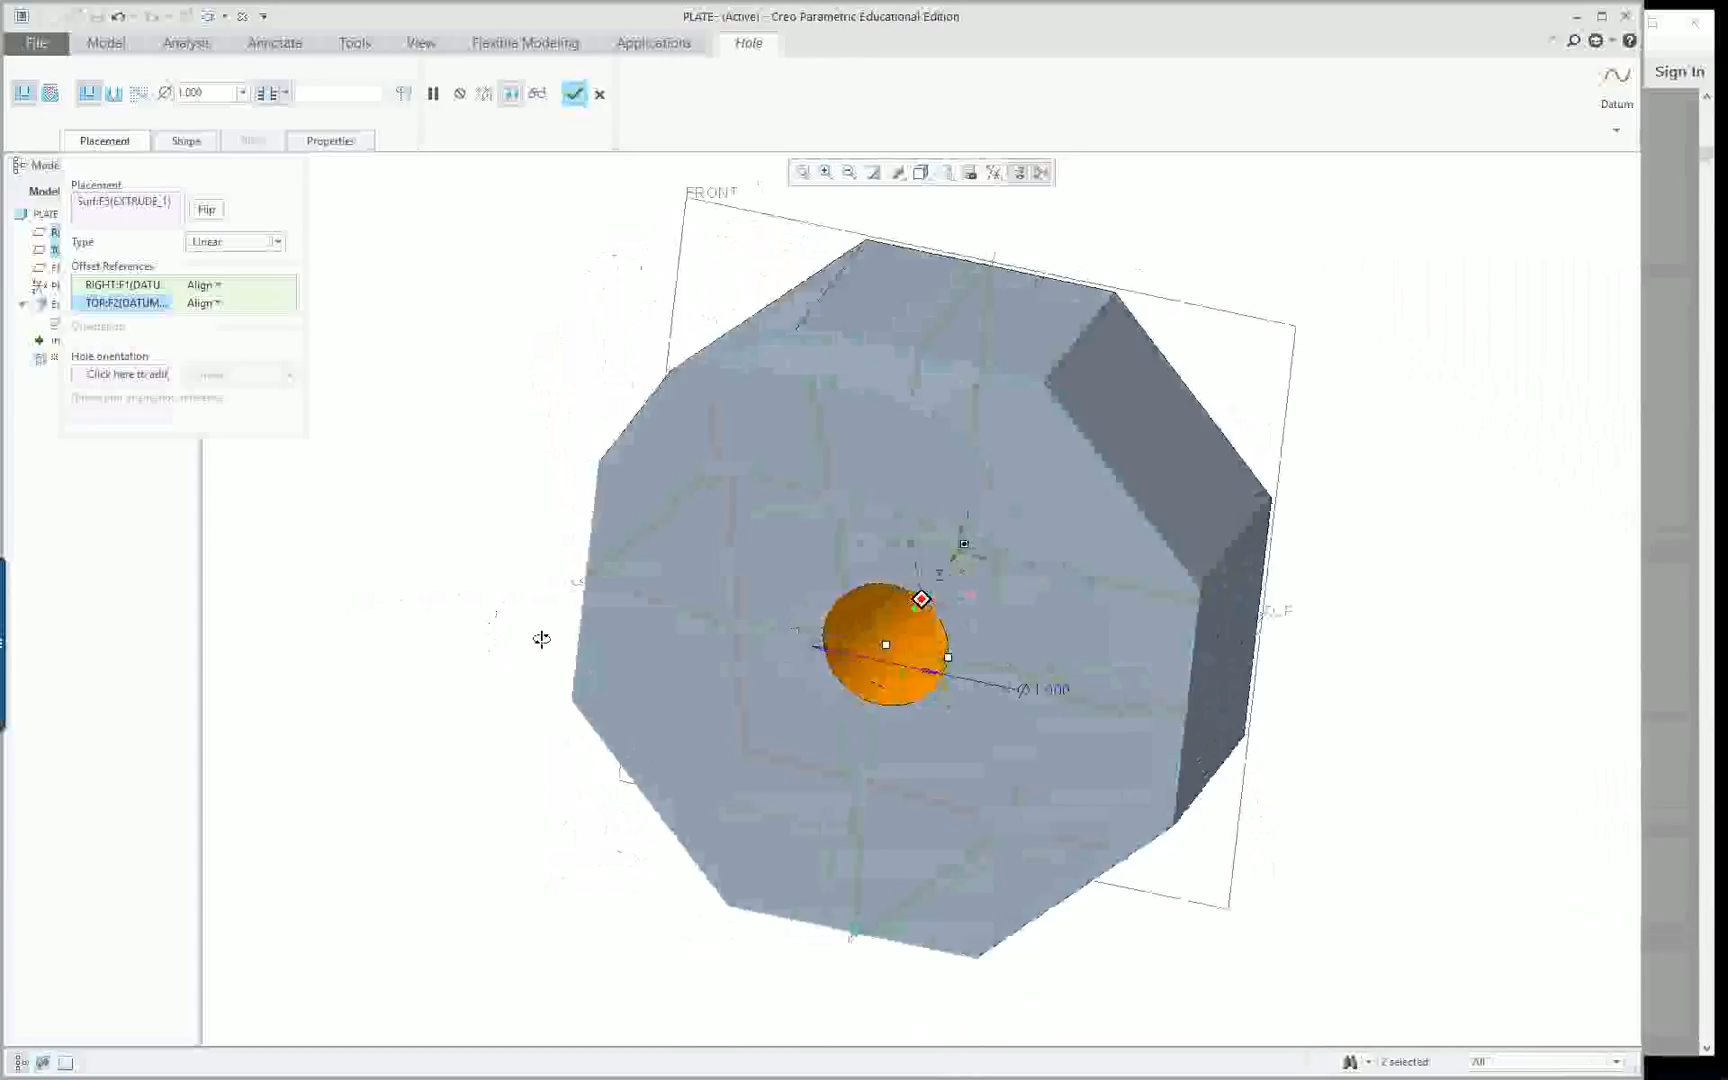 PLATE- (Active) - Creo Parametric Educational Edition
File Model Analysis Annotate Tools View Flexible Modeling Applications Hole
Sign In
1.000
Datum
Placement Shape Properties
Mode
Placement
Model
Surf:F5(EXTRUDE_1)
Flip
PLATE
Type Linear
Offset References
RIGHT:F1(DATU... Align
TOP:F2(DATUM... Align
Orientation
Hole orientation
Click here to add
FRONT
Ø 1.000
2 selected